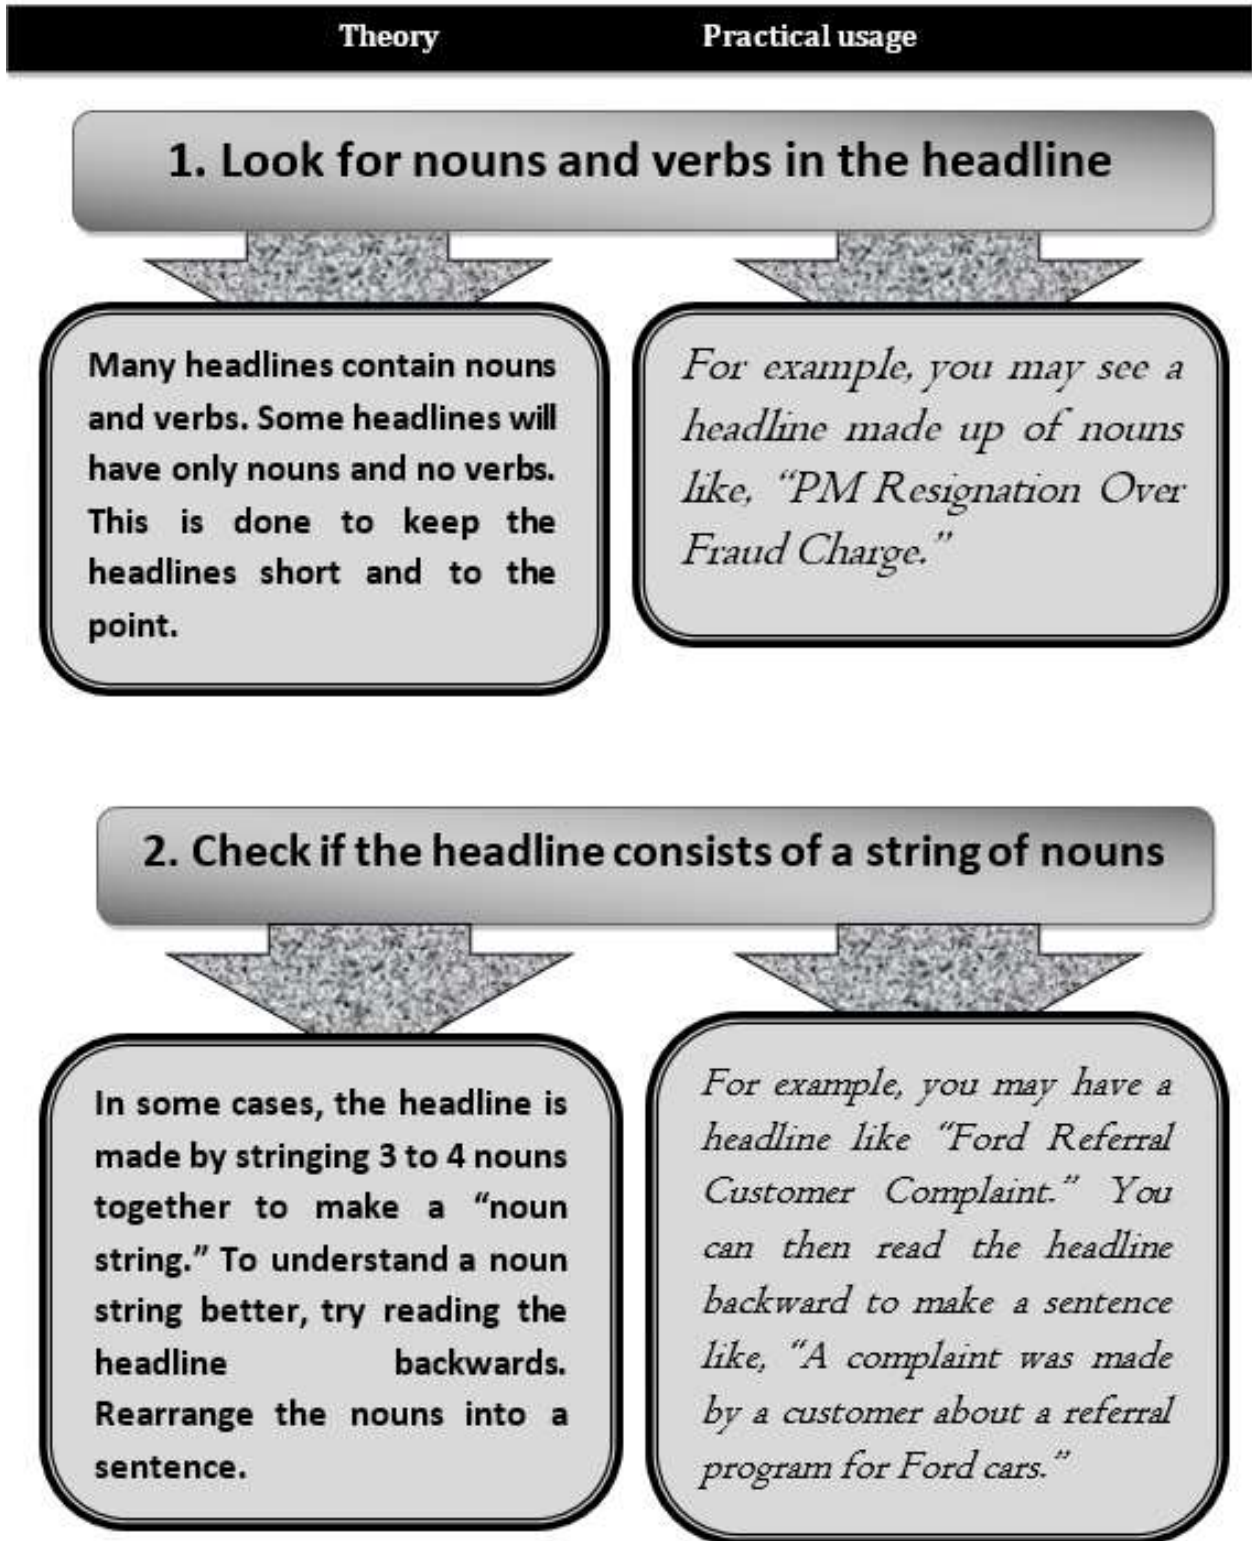 Theory Practical usage
1. Look for nouns and verbs in the headline
Many headlines contain nouns
and verbs. Some headlines will
have only nouns and no verbs.
This is done to keep the
headlines short and to the
point.
For example, you may see a
headline made up of nouns
like, “PM Resignation Over
Fraud Charge.”
2. Check if the headline consists of a string of nouns
In some cases, the headline is
made by stringing 3 to 4 nouns
together to make a “noun
string.” To understand a noun
string better, try reading the
headline backwards.
Rearrange the nouns into a
sentence.
For example, you may have a
headline like “Ford Referral
Customer Complaint.” You
can then read the headline
backward to make a sentence
like, “A complaint was made
by a customer about a referral
program for Ford cars.”